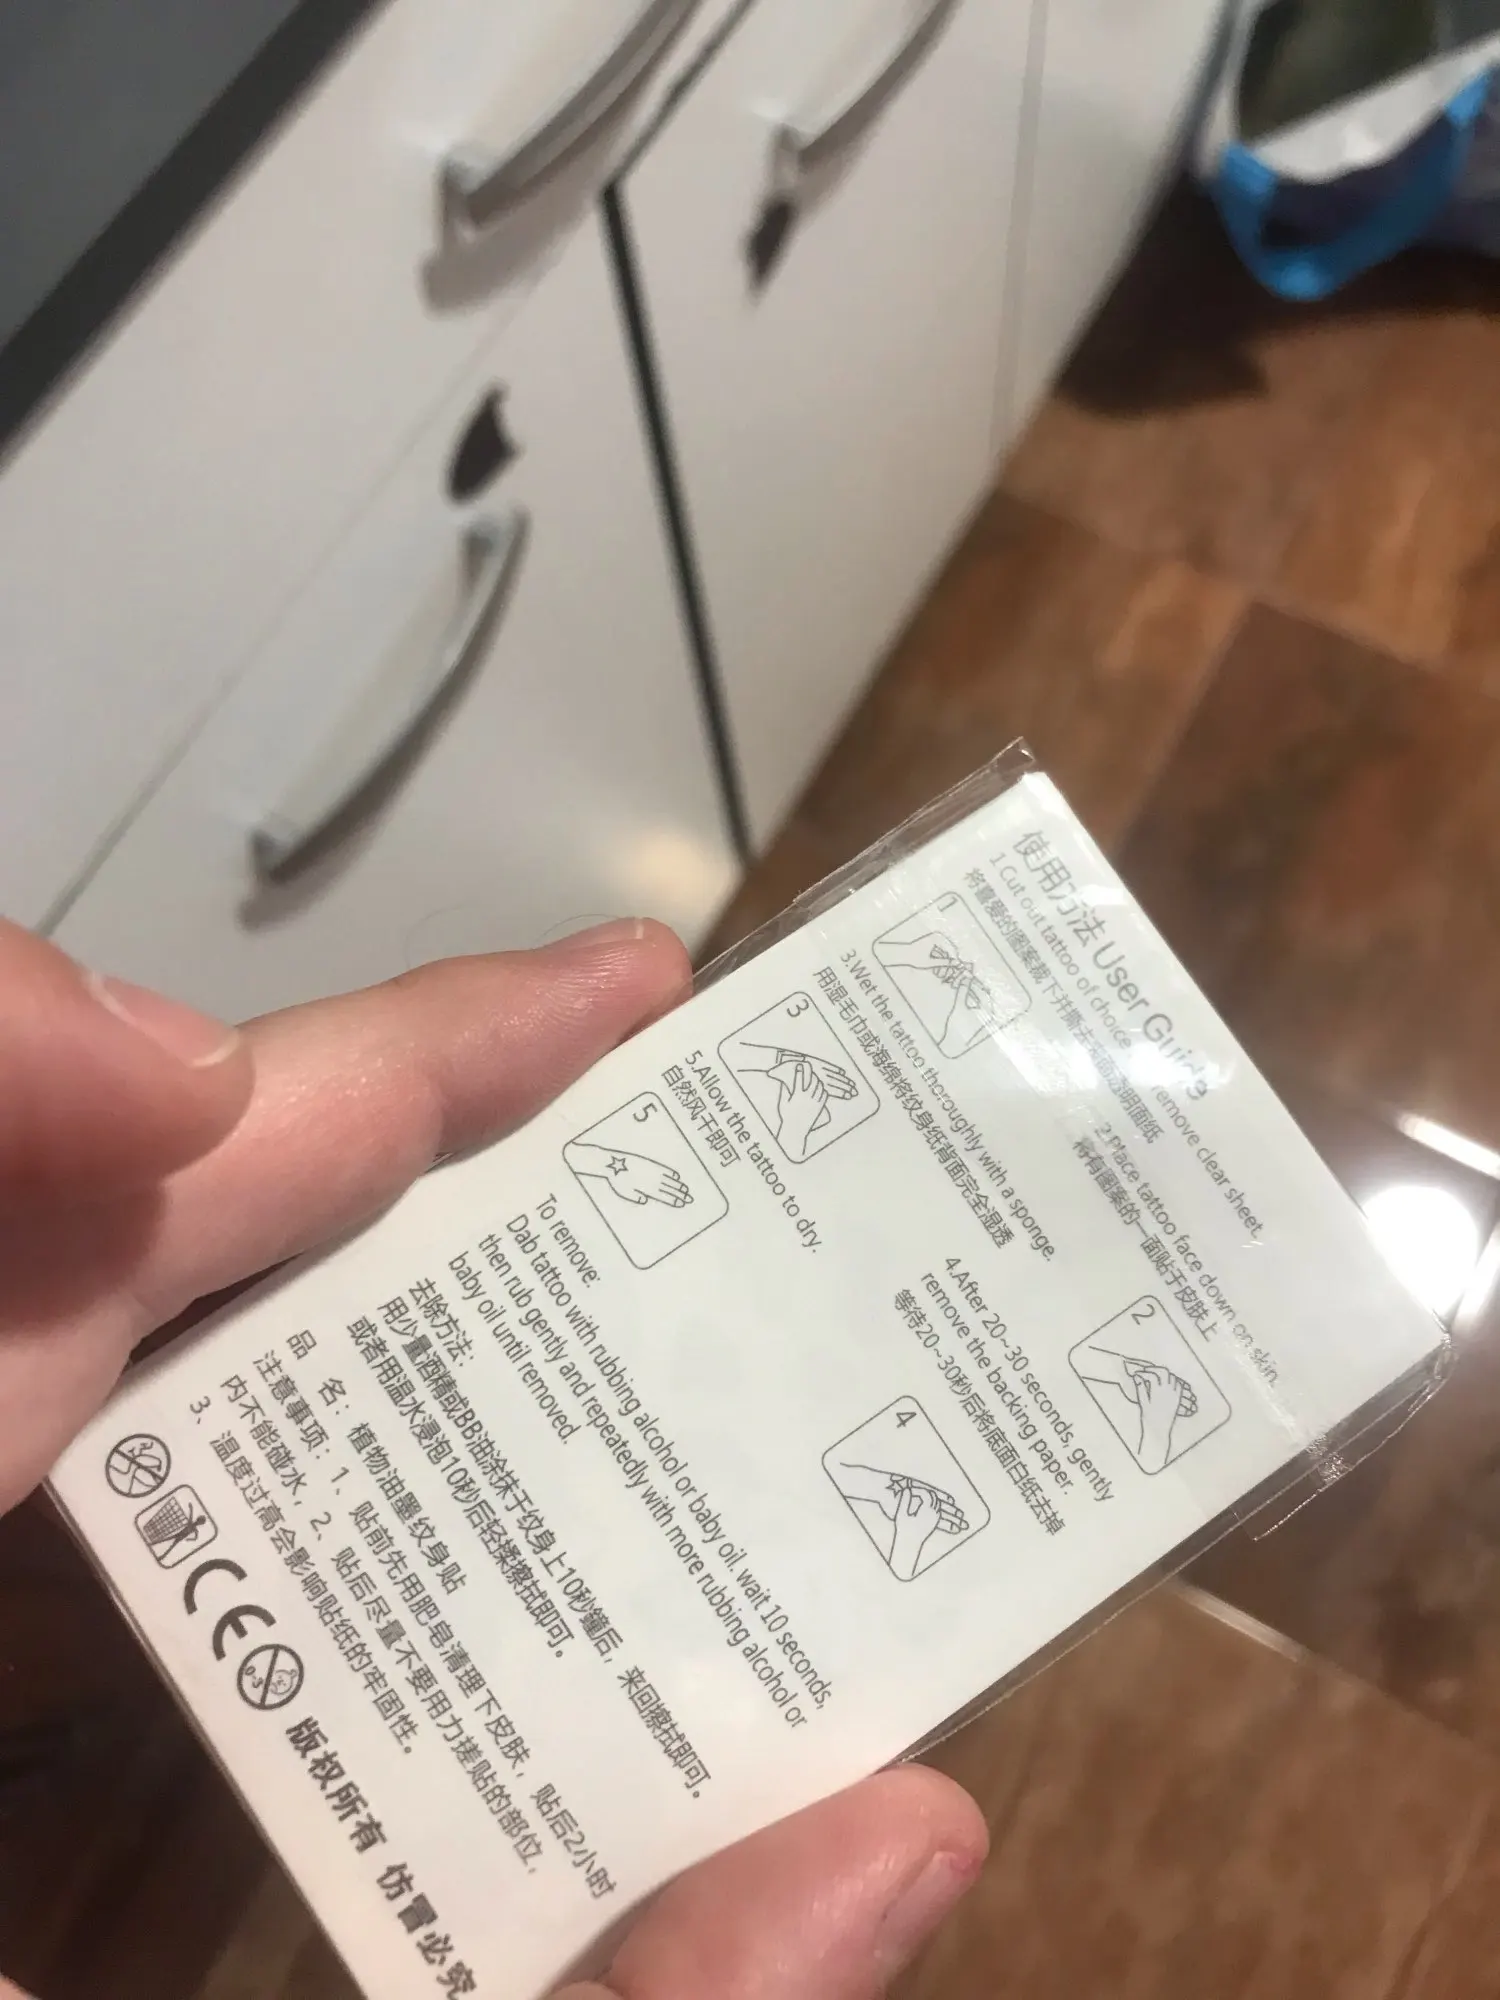 使用方法 User Guide
1.Cut out tattoo of choice remove clear sheet.
将喜爱的图案裁下并撕去表面透明面纸
1
2.Place tattoo face down on skin.
将有图案的一面贴于皮肤上
2
3.Wet the tattoo thoroughly with a sponge.
用湿毛巾或海绵将纹身纸背面完全湿透
3
4.After 20~30 seconds, gently
remove the backing paper.
等待20~30秒后将底面白纸去掉
4
5.Allow the tattoo to dry.
自然风干即可
5
To remove:
Dab tattoo with rubbing alcohol or baby oil. wait 10 seconds,
then rub gently and repeatedly with more rubbing alcohol or
baby oil until removed.
去除方法:
用少量酒精或BB油涂抹于纹身上10秒鐘后，来回擦拭即可。
或者用温水浸泡10秒后轻揉擦拭即可。
品 名：植物油墨纹身贴
注意事项：1、贴前先用肥皂清理下皮肤，贴后2小时
内不能碰水，2、贴后尽量不要用力搓贴的部位，
3、温度过高会影响贴纸的牢固性。
CE
0-3
版权所有 仿冒必究